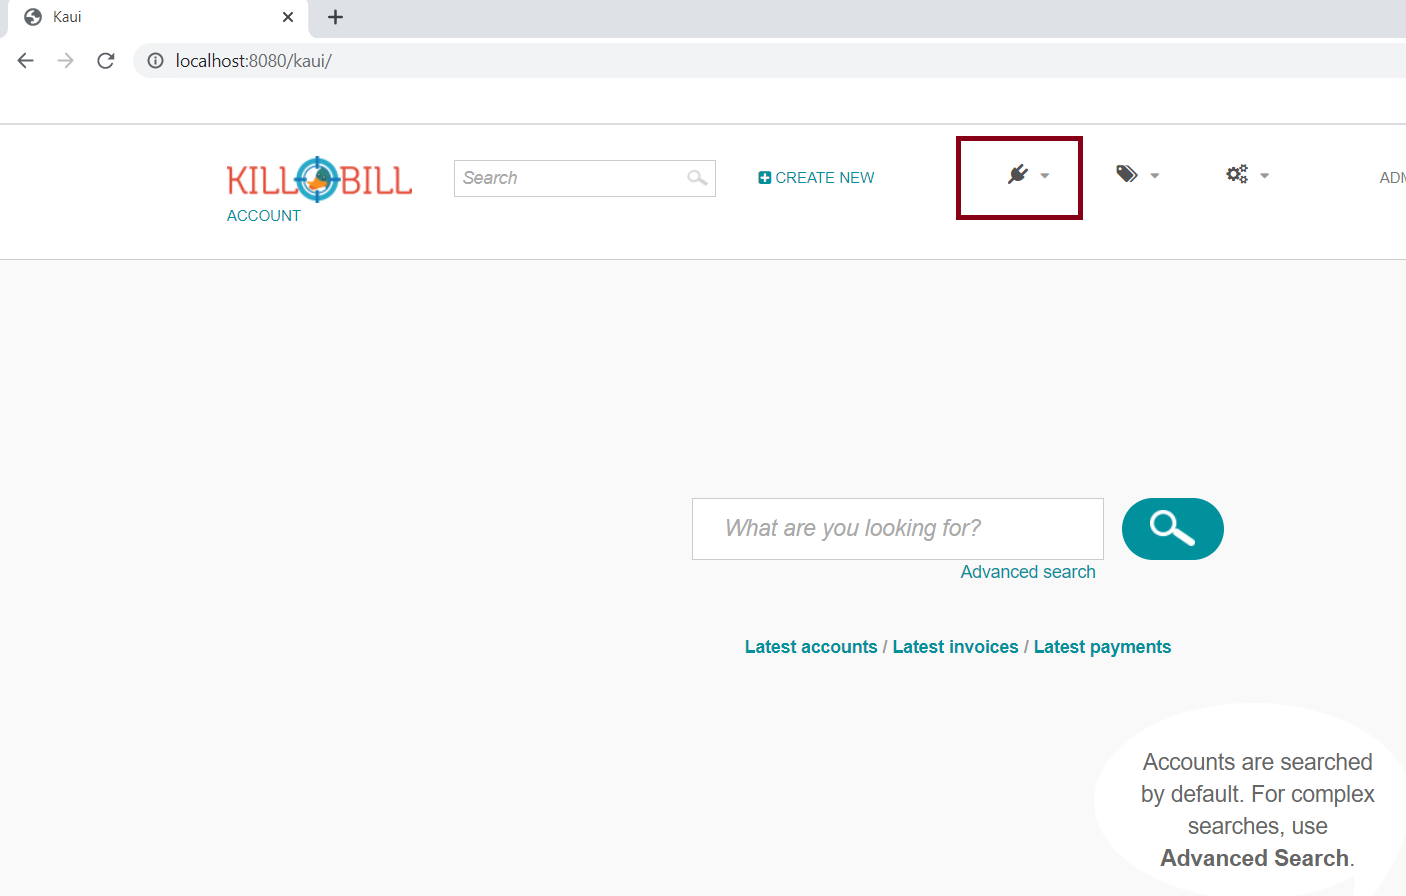 Kaui
localhost:8080/kaui/
KILL BILL
ACCOUNT
Search
CREATE NEW
ADM
What are you looking for?
Advanced search
Latest accounts / Latest invoices / Latest payments
Accounts are searched
by default. For complex
searches, use
Advanced Search.